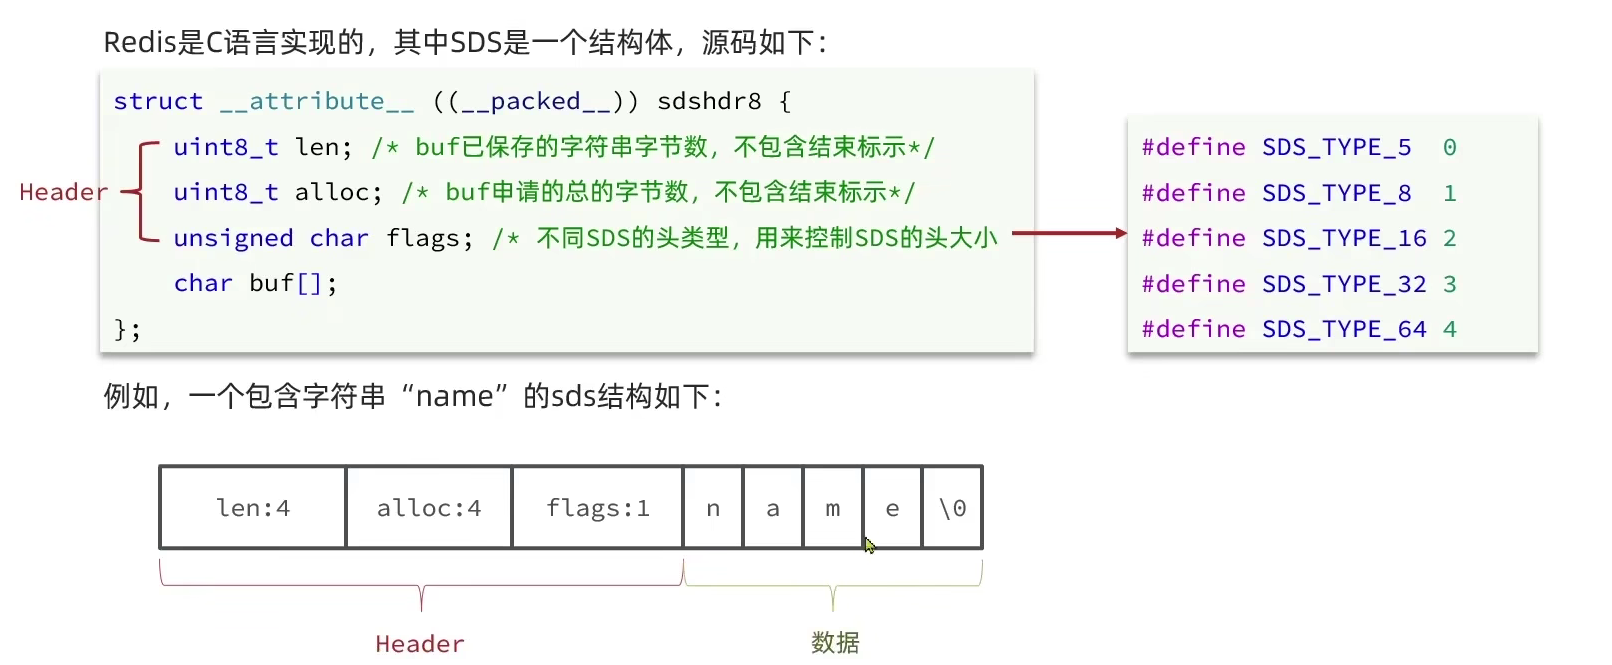 Redis是C语言实现的，其中SDS是一个结构体，源码如下：
struct __attribute__ ((__packed__)) sdshdr8 {
uint8_t len; /* buf已保存的字符串字节数，不包含结束标示*/
Header
uint8_t alloc; /* buf申请的总的字节数，不包含结束标示*/
unsigned char flags; /* 不同SDS的头类型，用来控制SDS的头大小
char buf[];
};
#define SDS_TYPE_5 0
#define SDS_TYPE_8 1
#define SDS_TYPE_16 2
#define SDS_TYPE_32 3
#define SDS_TYPE_64 4
例如，一个包含字符串“name”的sds结构如下：
len:4 alloc:4 flags:1 n a m e \0
Header 数据